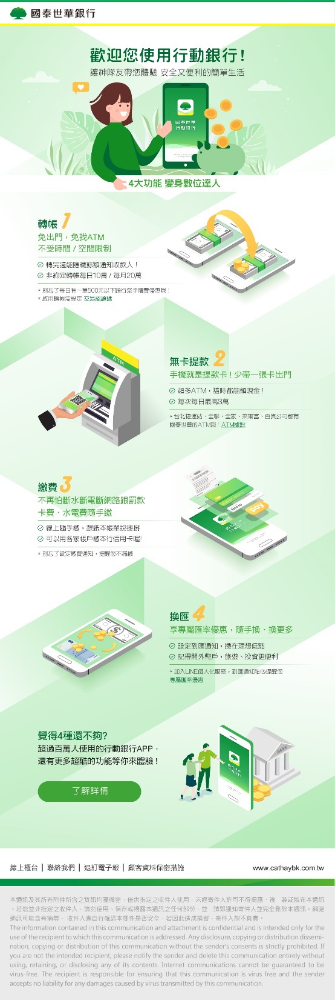 國泰世華銀行
歡迎您使用行動銀行!
讓神隊友帶您體驗 安全又便利的簡單生活
國泰世華
行動銀行
4大功能 變身數位達人
轉帳 1
免出門,免找ATM
不受時間 / 空間限制
轉完還能隱藏餘額通知收款人!
非約定轉帳每日10萬 / 每月20萬
* 別忘了每日有一筆500元以下跨行免手續費優惠哦!
* 啟用轉帳需設定 交易認證碼
ATM
無卡提款 2
手機就是提款卡!少帶一張卡出門
超多ATM,隨時都能領現金!
每次每日最高3萬
* 台北捷運站、全聯、全家、萊爾富、百貨公司都有
國泰世華的ATM哦!ATM據點
繳費 3
不再怕斷水斷電斷網路跟罰款
卡費、水電費隨手繳
線上隨手繳,跟紙本帳單說掰掰
可以用各家帳戶繳本行信用卡喔!
* 別忘了設定繳費通知,提醒您不漏繳
pay
換匯 4
享專屬匯率優惠,隨手換、換更多
設定到匯通知,換在理想低點
記得開外幣戶,旅遊、投資更便利
* 加入LINE個人化服務,到匯通知貼心提醒您
專屬匯率優惠
覺得4種還不夠?
超過百萬人使用的行動銀行APP,
還有更多超酷的功能等你來體驗!
了解詳情
BANK
線上櫃台 | 聯絡我們 | 退訂電子報 | 顧客資料保密措施
www.cathaybk.com.tw
本通訊及其所有附件所含之資訊均屬機密,僅供指定之收件人使用,未經寄件人許可不得揭露、複 製或散布本通訊
。若您並非指定之收件人,請勿使用、保存或揭露本通訊之任何部份,並 請即通知寄件人並完全刪除本通訊。網路
通訊可能含有病毒, 收件人應自行確認本郵件是否安全,若因此造成損害,寄件人恕不負責。
The information contained in this communication and attachment is confidential and is intended only for the
use of the recipient to which this communication is addressed. Any disclosure, copying or distribution dissemi-
nation, copying or distribution of this communication without the sender's consents is strictly prohibited. If
you are not the intended recipient, please notify the sender and delete this communication entirely without
using, retaining, or disclosing any of its contents. Internet communications cannot be guaranteed to be
virus-free. The recipient is responsible for ensuring that this communication is virus free and the sender
accepts no liability for any damages caused by virus transmitted by this communication.